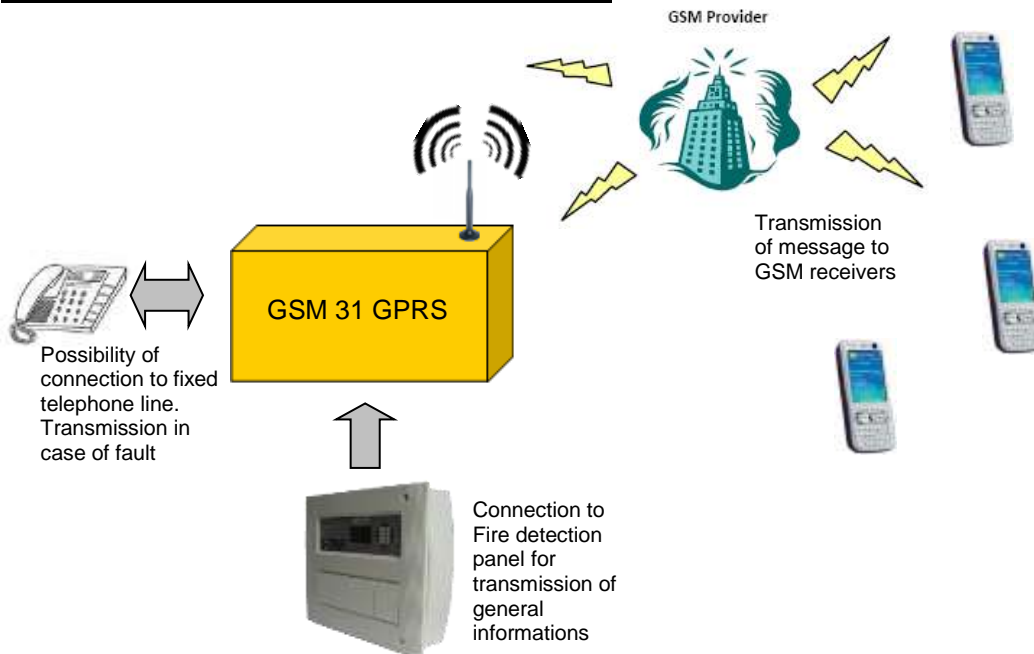 GSM Provider
Transmission
of message to
GSM receivers
GSM 31 GPRS
Possibility of
connection to fixed
telephone line.
Transmission in
case of fault
Connection to
Fire detection
panel for
transmission of
general
informations